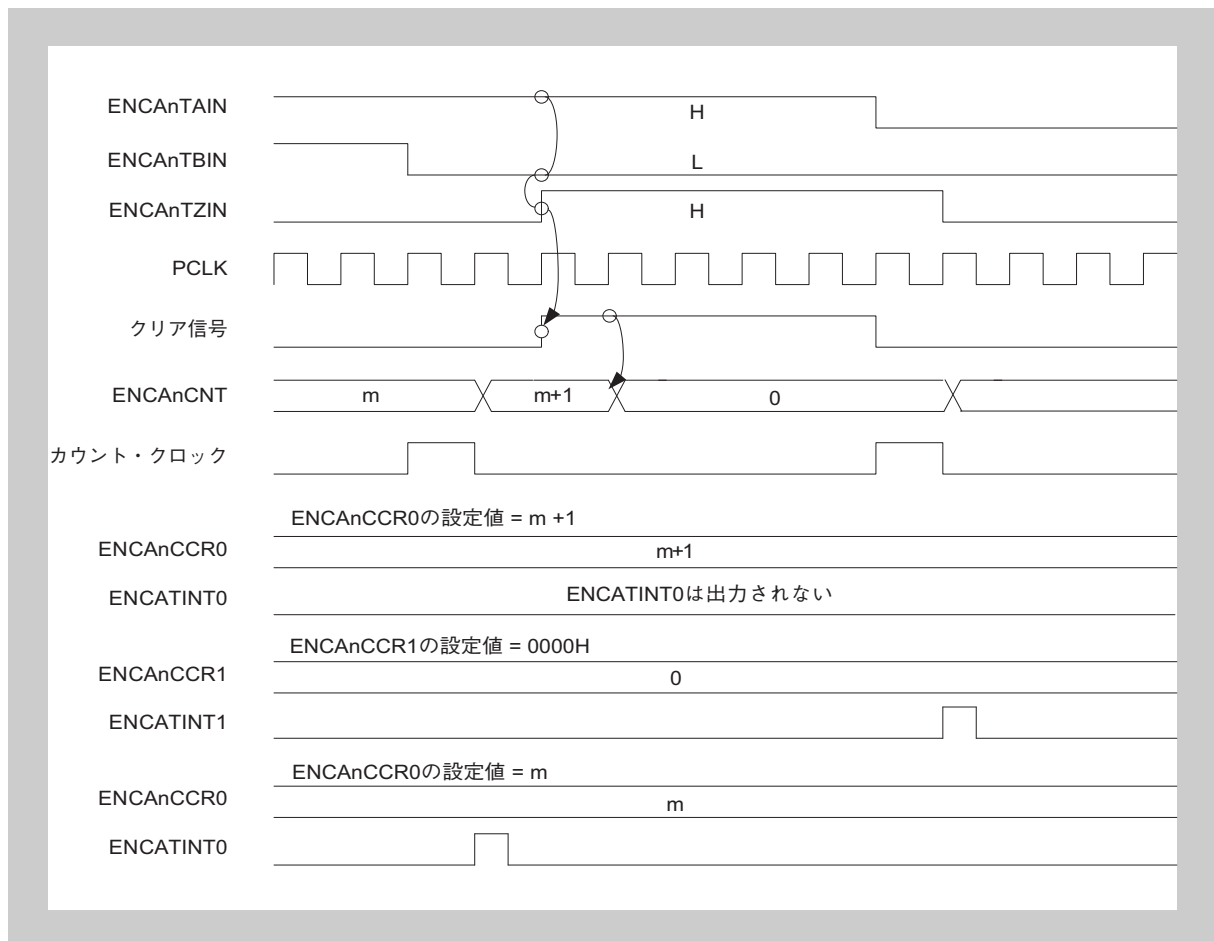 ENCAnTAIN
H
ENCAnTBIN
L
ENCAnTZIN
H
PCLK
クリア信号
ENCAnCNT
m
m+1
0
カウント・クロック
ENCAnCCR0の設定値 = m +1
ENCAnCCR0
m+1
ENCATINT0
ENCATINT0は出力されない
ENCAnCCR1の設定値 = 0000H
ENCAnCCR1
0
ENCATINT1
ENCAnCCR0の設定値 = m
ENCAnCCR0
m
ENCATINT0